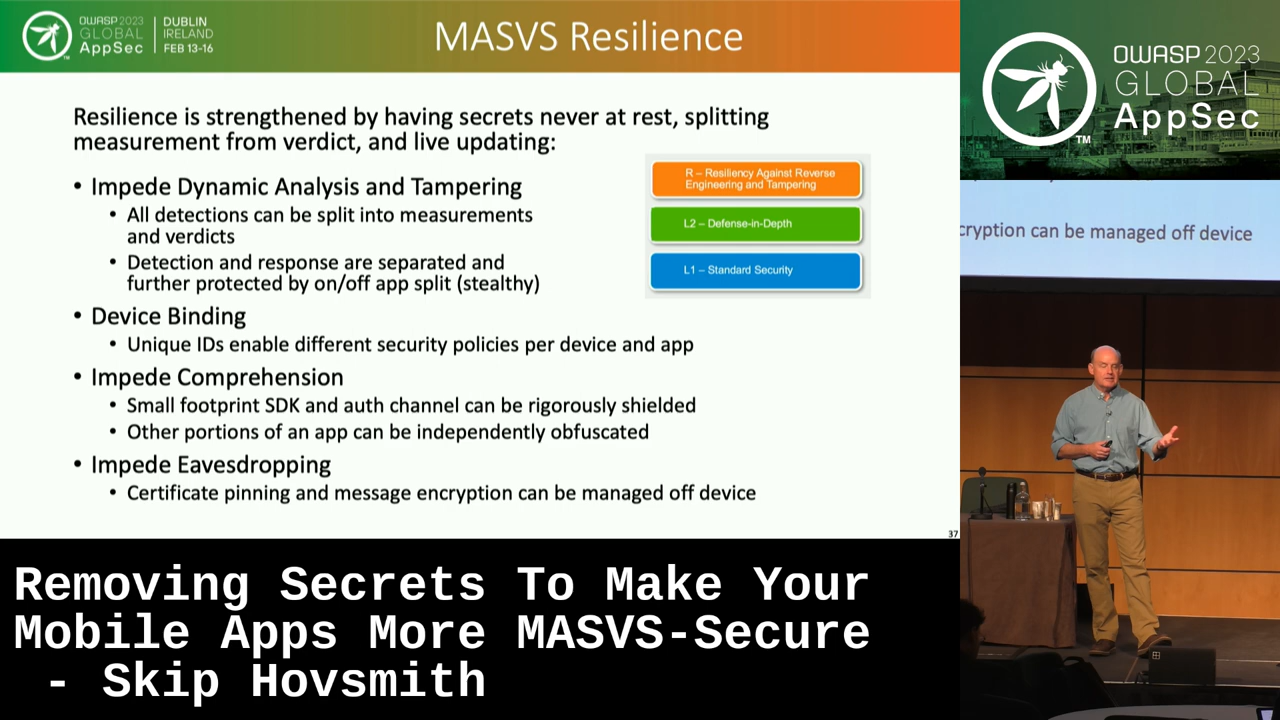 OWASP 2023
GLOBAL
AppSec
DUBLIN
IRELAND
FEB 13-16
TM
MASVS Resilience
Resilience is strengthened by having secrets never at rest, splitting
measurement from verdict, and live updating:
• Impede Dynamic Analysis and Tampering
• All detections can be split into measurements
and verdicts
• Detection and response are separated and
further protected by on/off app split (stealthy)
• Device Binding
• Unique IDs enable different security policies per device and app
• Impede Comprehension
• Small footprint SDK and auth channel can be rigorously shielded
• Other portions of an app can be independently obfuscated
• Impede Eavesdropping
• Certificate pinning and message encryption can be managed off device
R – Resiliency Against Reverse
Engineering and Tampering
L2 – Defense-in-Depth
L1 – Standard Security
37
OWASP 2023
GLOBAL
AppSec
TM
cryption can be managed off device
Removing Secrets To Make Your
Mobile Apps More MASVS-Secure
- Skip Hovsmith